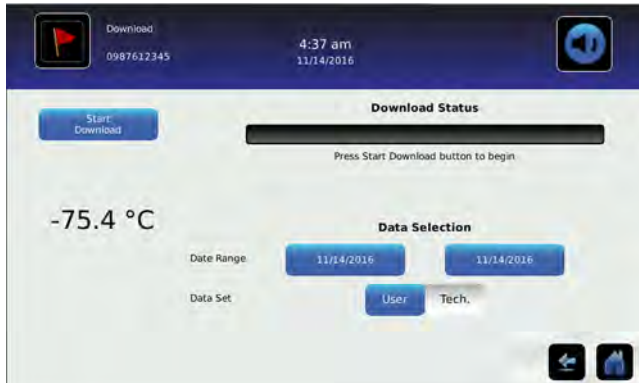 Download
0987612345
4:37 am
11/14/2016
Start
Download
Download Status
Press Start Download button to begin
-75.4 °C
Data Selection
Date Range
11/14/2016
11/14/2016
Data Set
User
Tech.